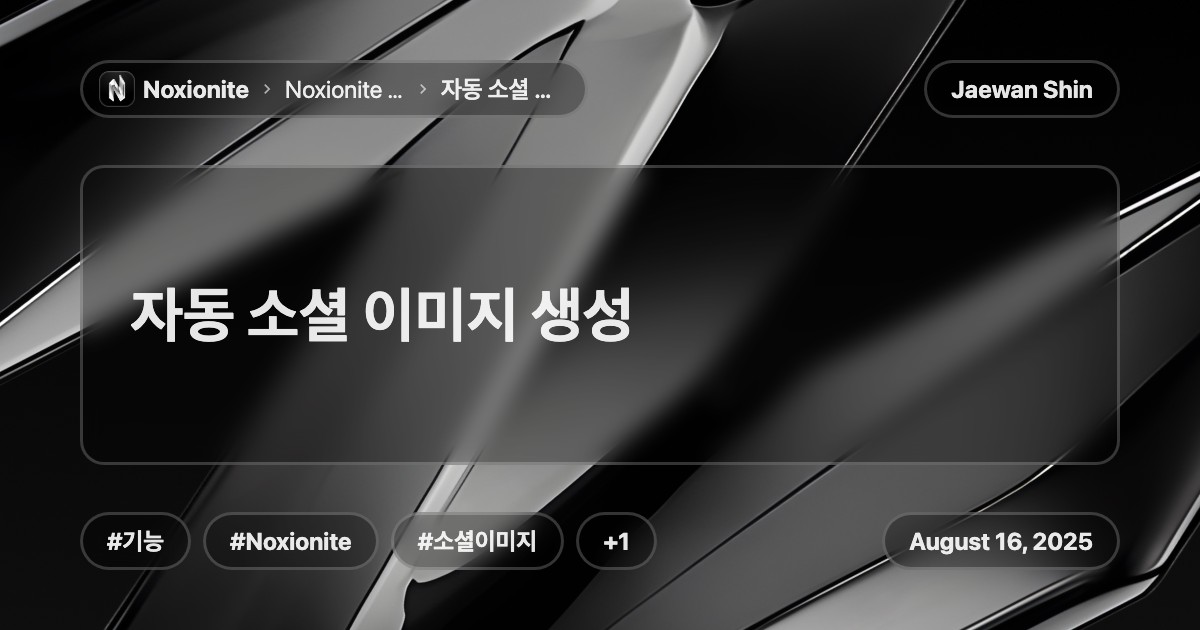 Noxionite › Noxionite ... › 자동 소셜 ...
Jaewan Shin
자동 소셜 이미지 생성
#기능 #Noxionite #소셜이미지 +1
August 16, 2025